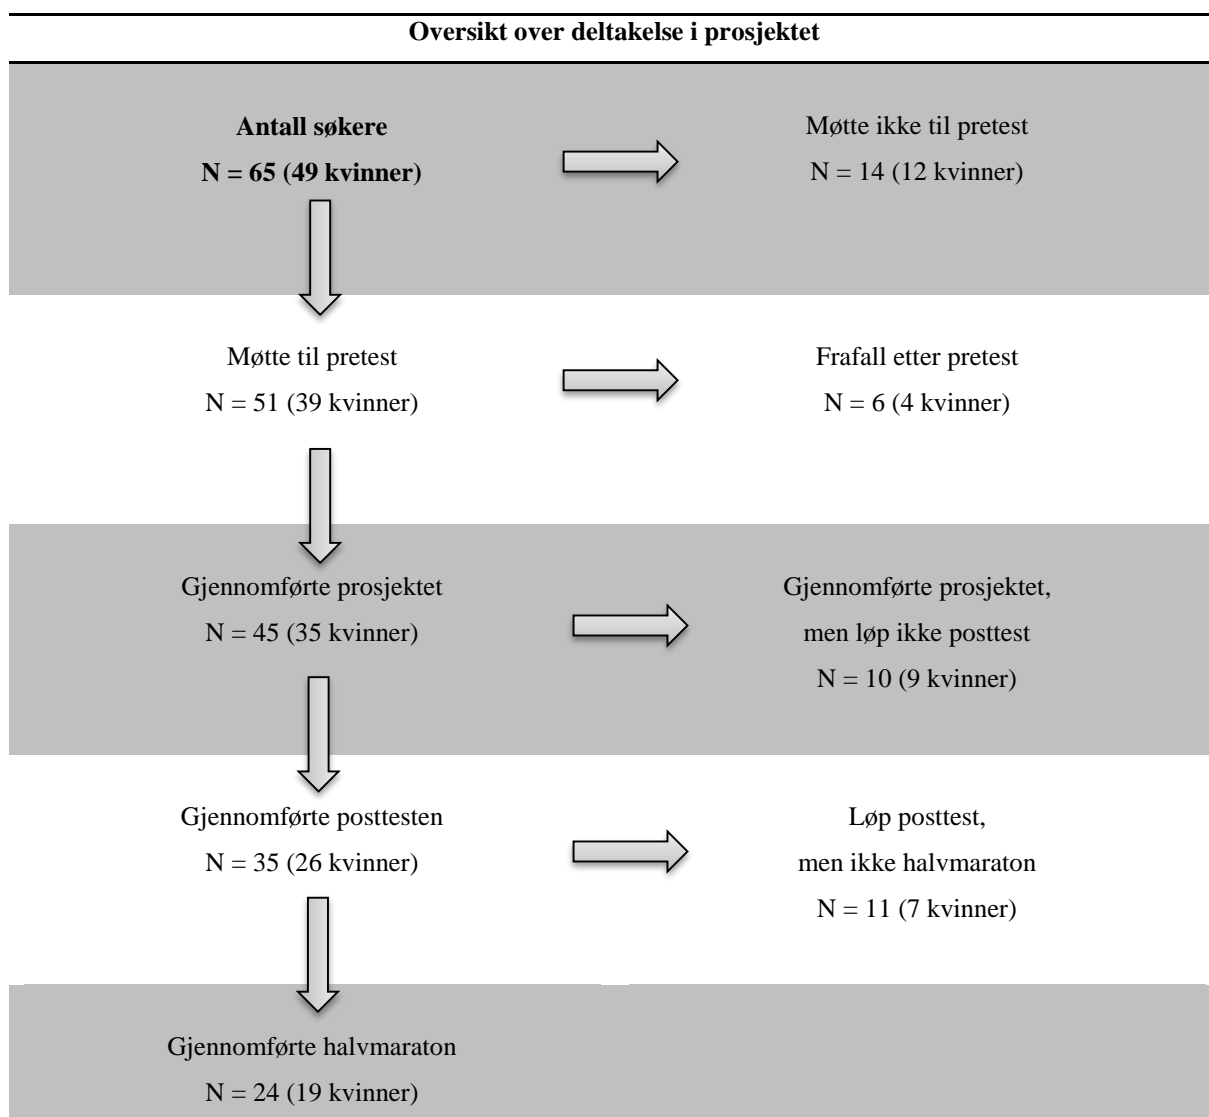 Oversikt over deltakelse i prosjektet
Antall søkere
N = 65 (49 kvinner)
Møtte ikke til pretest
N = 14 (12 kvinner)
Møtte til pretest
N = 51 (39 kvinner)
Frafall etter pretest
N = 6 (4 kvinner)
Gjennomførte prosjektet
N = 45 (35 kvinner)
Gjennomførte prosjektet,
men løp ikke posttest
N = 10 (9 kvinner)
Gjennomførte posttesten
N = 35 (26 kvinner)
Løp posttest,
men ikke halvmaraton
N = 11 (7 kvinner)
Gjennomførte halvmaraton
N = 24 (19 kvinner)